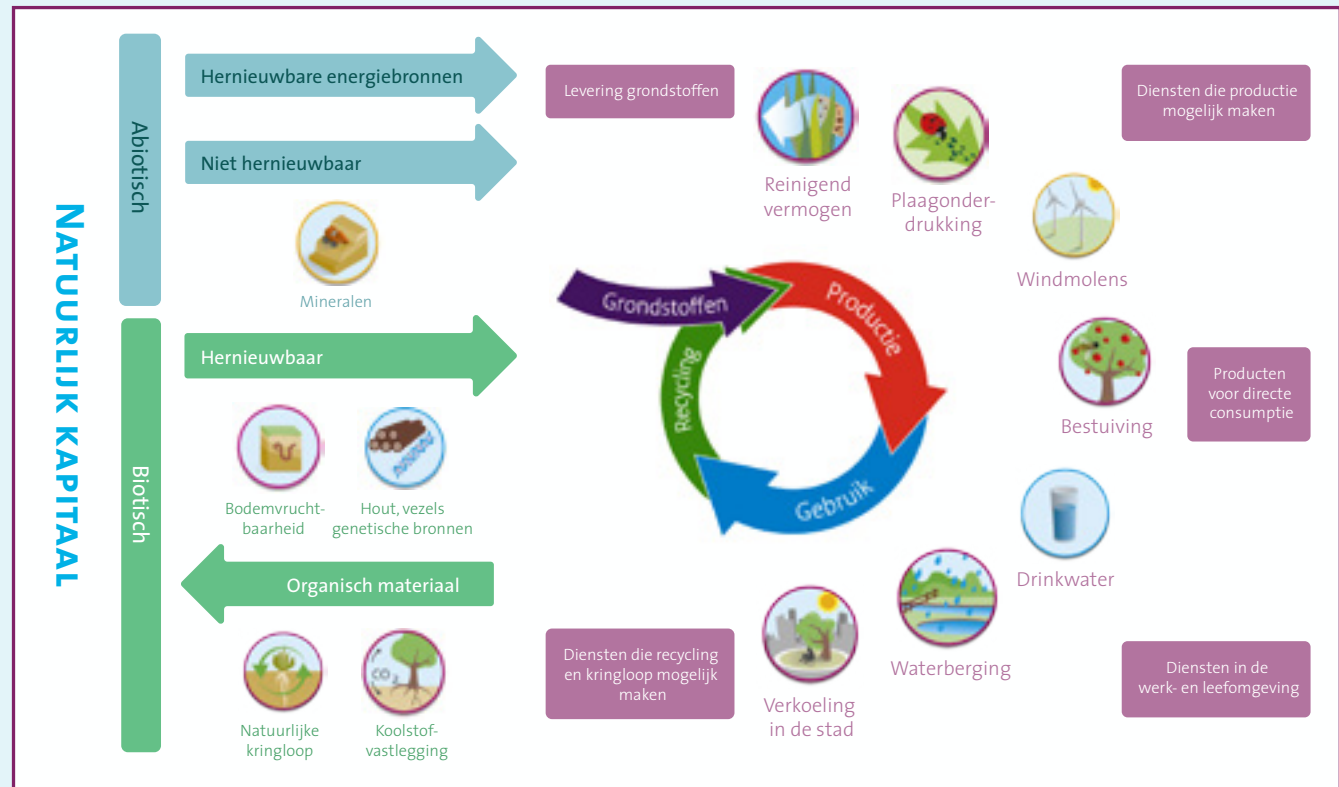 NATUURLIJK KAPITAAL
Abiotisch
Hernieuwbare energiebronnen
Niet hernieuwbaar
Mineralen
Biotisch
Hernieuwbaar
Bodemvrucht-
baarheid
Hout, vezels
genetische bronnen
Organisch materiaal
CO2
Natuurlijke
kringloop
Koolstof-
vastlegging
Levering grondstoffen
Reinigend
vermogen
Plaagonder-
drukking
Diensten die productie
mogelijk maken
Windmolens
Grondstoffen
Productie
Gebruik
Recycling
Bestuiving
Producten
voor directe
consumptie
Drinkwater
Waterberging
Verkoeling
in de stad
Diensten die recycling
en kringloop mogelijk
maken
Diensten in de
werk- en leefomgeving